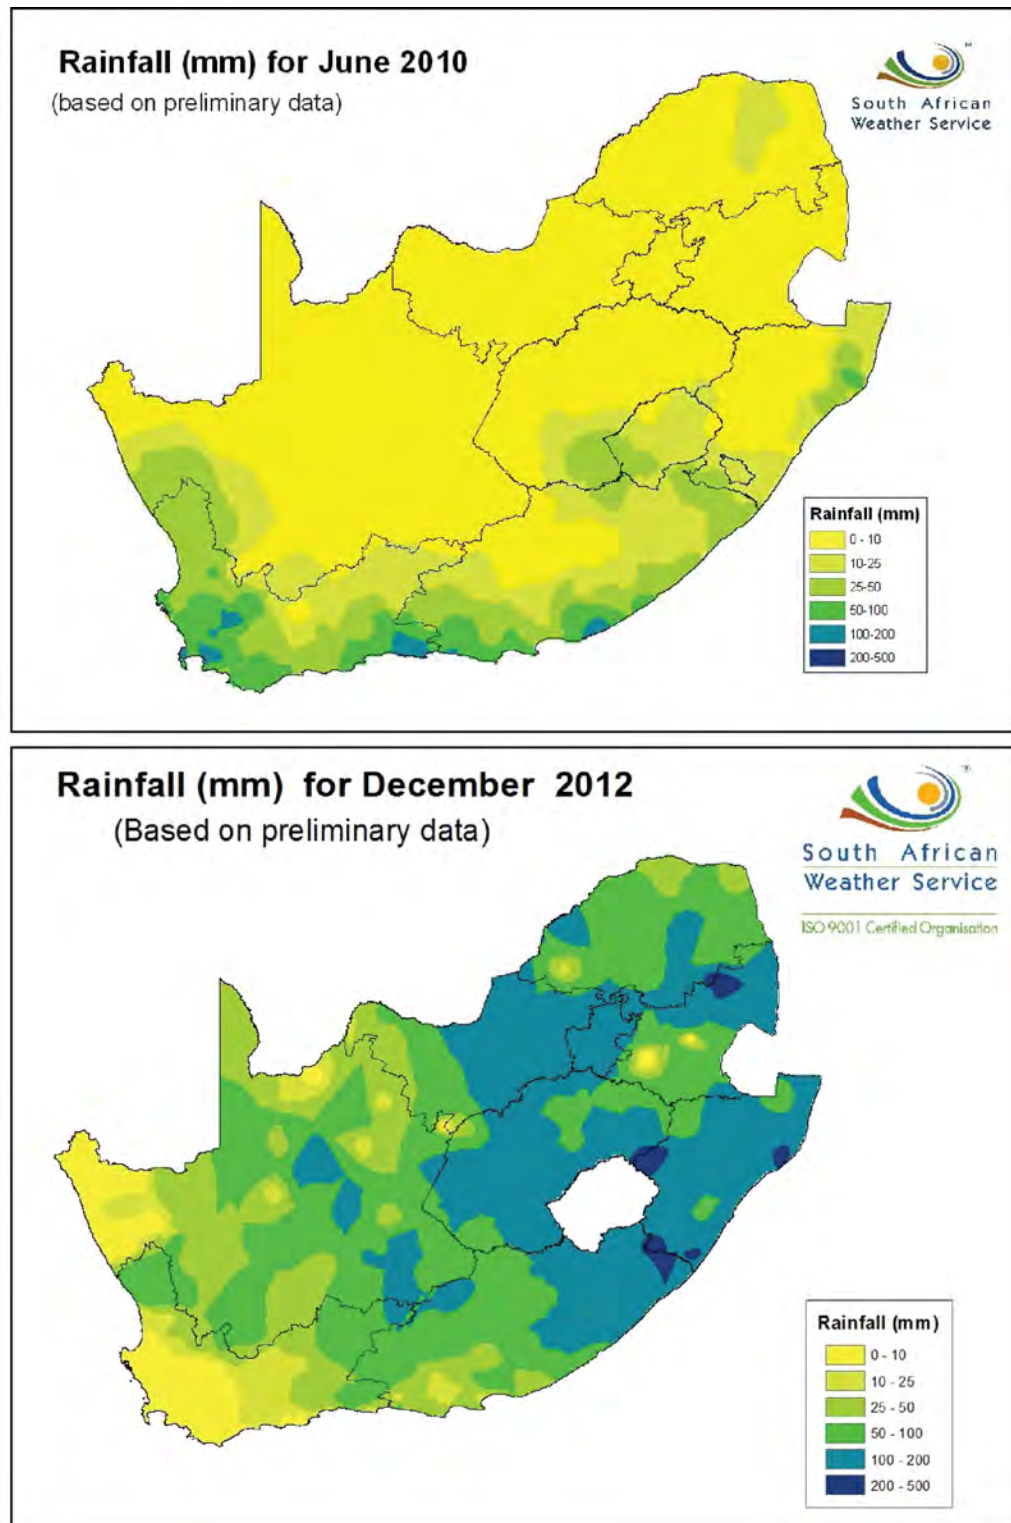 Rainfall (mm) for June 2010
(based on preliminary data)
South African
Weather Service
Rainfall (mm)
0 - 10
10-25
25-50
50-100
100-200
200-500
Rainfall (mm) for December 2012
(Based on preliminary data)
South African
Weather Service
ISO 9001 Certified Organisation
Rainfall (mm)
0 - 10
10 - 25
25 - 50
50 - 100
100 - 200
200 - 500